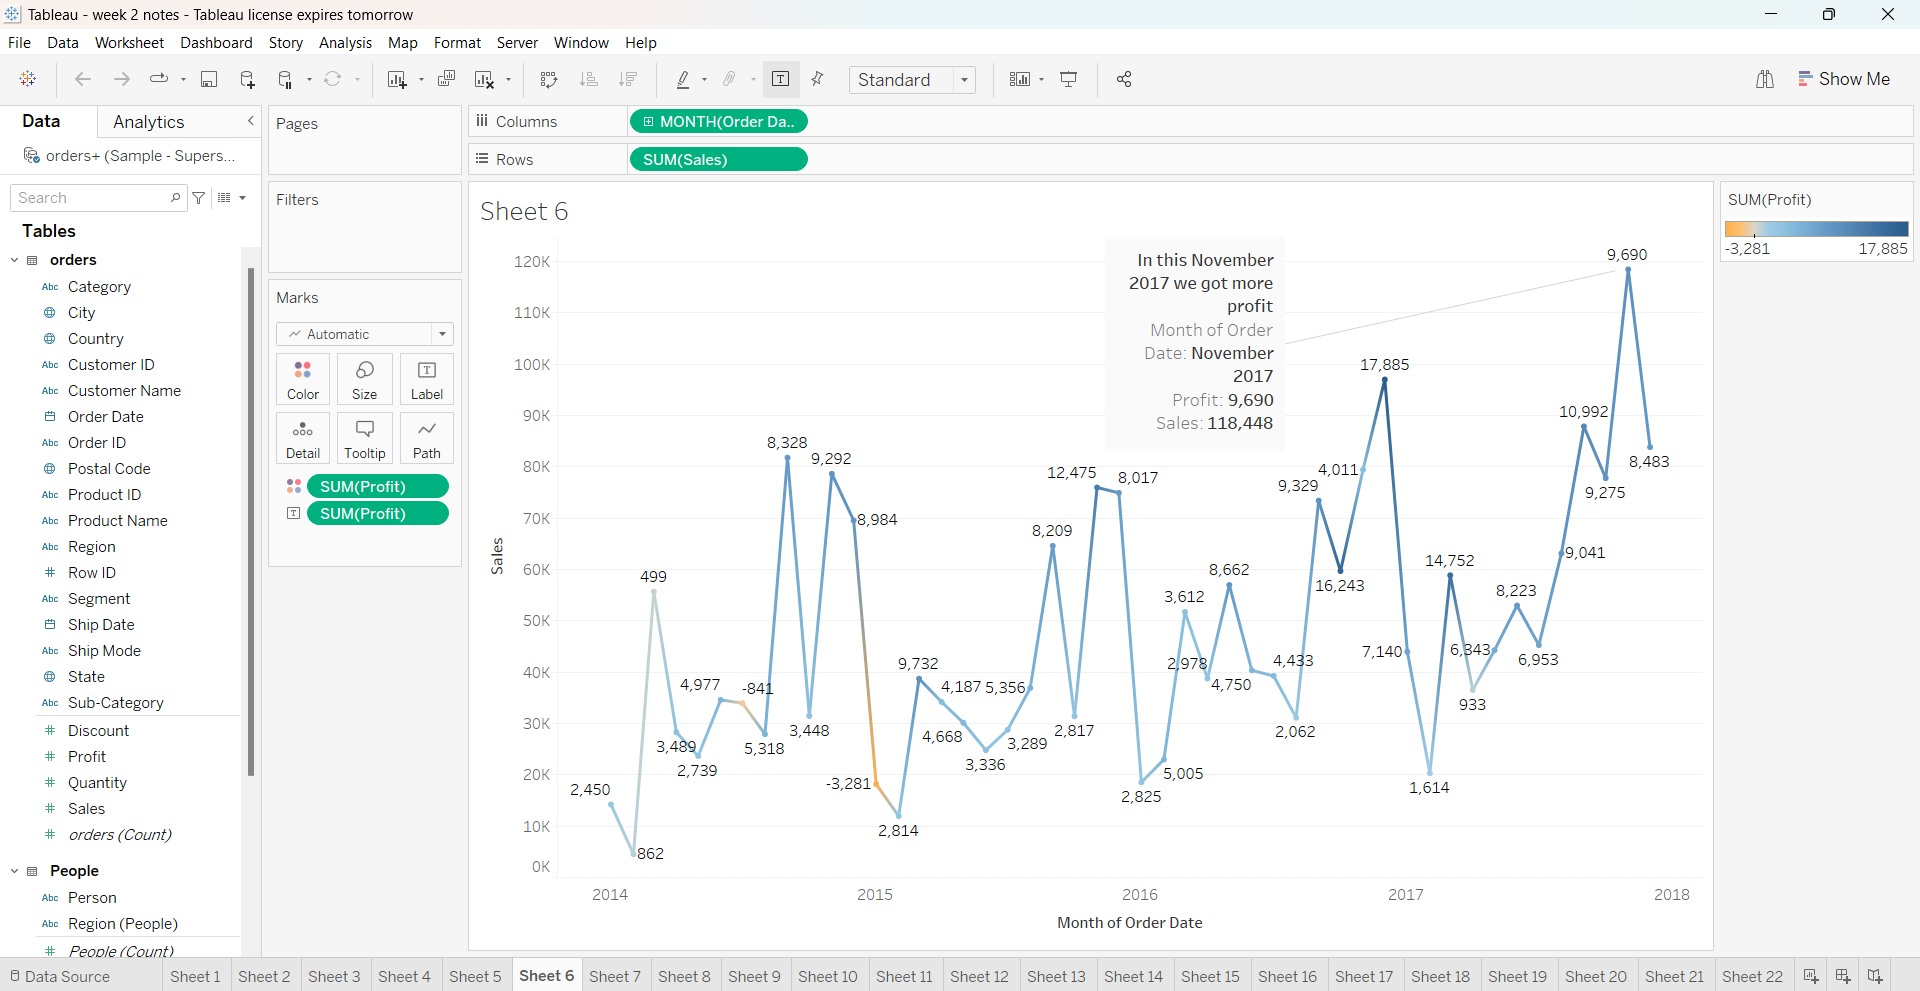 Tableau - week 2 notes - Tableau license expires tomorrow
File Data Worksheet Dashboard Story Analysis Map Format Server Window Help
Standard
Show Me
Data Analytics
orders+ (Sample - Supers...
Search
Tables
orders
Abc Category
City
Country
Abc Customer ID
Abc Customer Name
Order Date
Abc Order ID
Postal Code
Abc Product ID
Abc Product Name
Abc Region
# Row ID
Abc Segment
Ship Date
Abc Ship Mode
State
Abc Sub-Category
# Discount
# Profit
# Quantity
# Sales
# orders (Count)
People
Abc Person
Abc Region (People)
# People (Count)
Pages
Filters
Marks
Automatic
Color Size Label
Detail Tooltip Path
SUM(Profit)
SUM(Profit)
Columns MONTH(Order Da..
Rows SUM(Sales)
Sheet 6
Sales
120K
110K
100K
90K
80K
70K
60K
50K
40K
30K
20K
10K
0K
In this November
2017 we got more
profit
Month of Order
Date: November
2017
Profit: 9,690
Sales: 118,448
2,450
862
499
3,489
2,739
4,977
-841
5,318
8,328
3,448
9,292
8,984
-3,281
2,814
9,732
4,187
4,668
3,336
3,289
5,356
8,209
2,817
12,475
8,017
2,825
5,005
3,612
2,978
8,662
4,750
4,433
2,062
9,329
16,243
4,011
17,885
7,140
1,614
14,752
933
6,343
8,223
6,953
9,041
10,992
9,275
9,690
8,483
2014 2015 2016 2017 2018
Month of Order Date
SUM(Profit)
-3,281 17,885
Data Source Sheet 1 Sheet 2 Sheet 3 Sheet 4 Sheet 5 Sheet 6 Sheet 7 Sheet 8 Sheet 9 Sheet 10 Sheet 11 Sheet 12 Sheet 13 Sheet 14 Sheet 15 Sheet 16 Sheet 17 Sheet 18 Sheet 19 Sheet 20 Sheet 21 Sheet 22